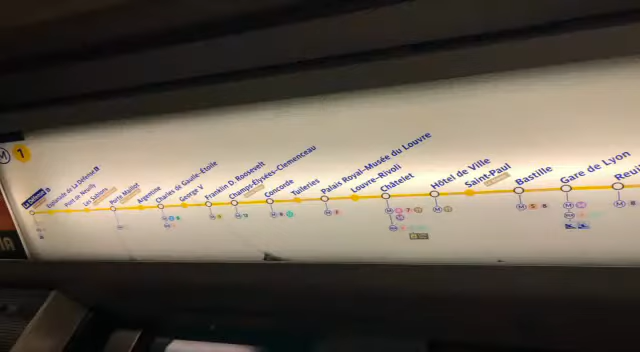 M 1
La Défense
Esplanade de La Défense
Pont de Neuilly
Les Sablons
Porte Maillot
Argentine
Charles de Gaulle–Étoile
George V
Franklin D. Roosevelt
Champs-Élysées–Clemenceau
Concorde
Tuileries
Palais Royal–Musée du Louvre
Louvre–Rivoli
Châtelet
Hôtel de Ville
Saint-Paul
Bastille
Gare de Lyon
Reui